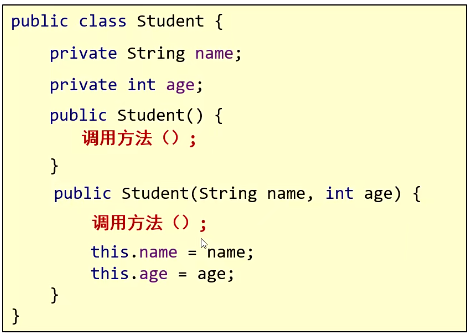 public class Student {
private String name;
private int age;
public Student() {
调用方法（）;
}
public Student(String name, int age) {
调用方法（）;
this.name = name;
this.age = age;
}
}